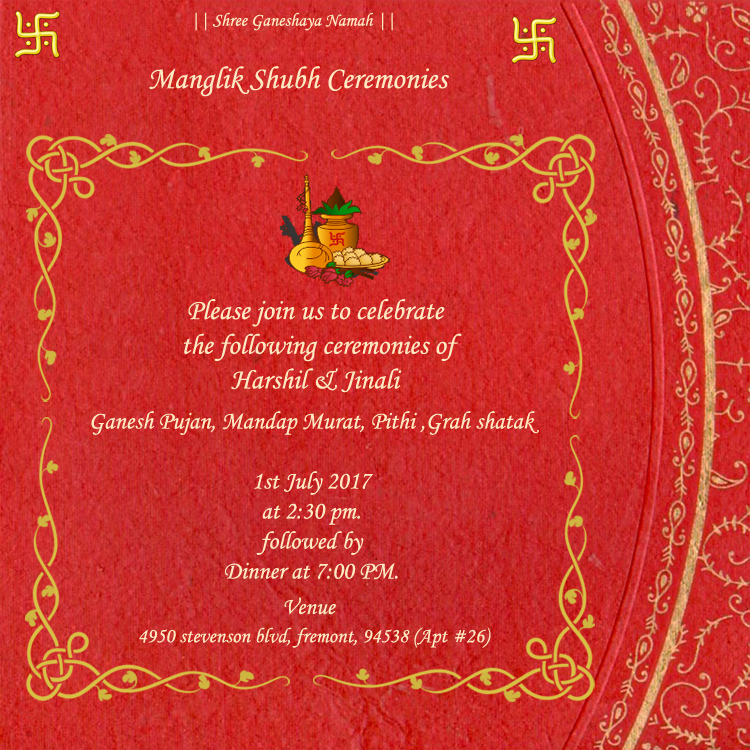 || Shree Ganeshaya Namah ||
Manglik Shubh Ceremonies
Please join us to celebrate
the following ceremonies of
Harshil & Jinali
Ganesh Pujan, Mandap Murat, Pithi ,Grah shatak
1st July 2017
at 2:30 pm.
followed by
Dinner at 7:00 PM.
Venue
4950 stevenson blvd, fremont, 94538 (Apt #26)